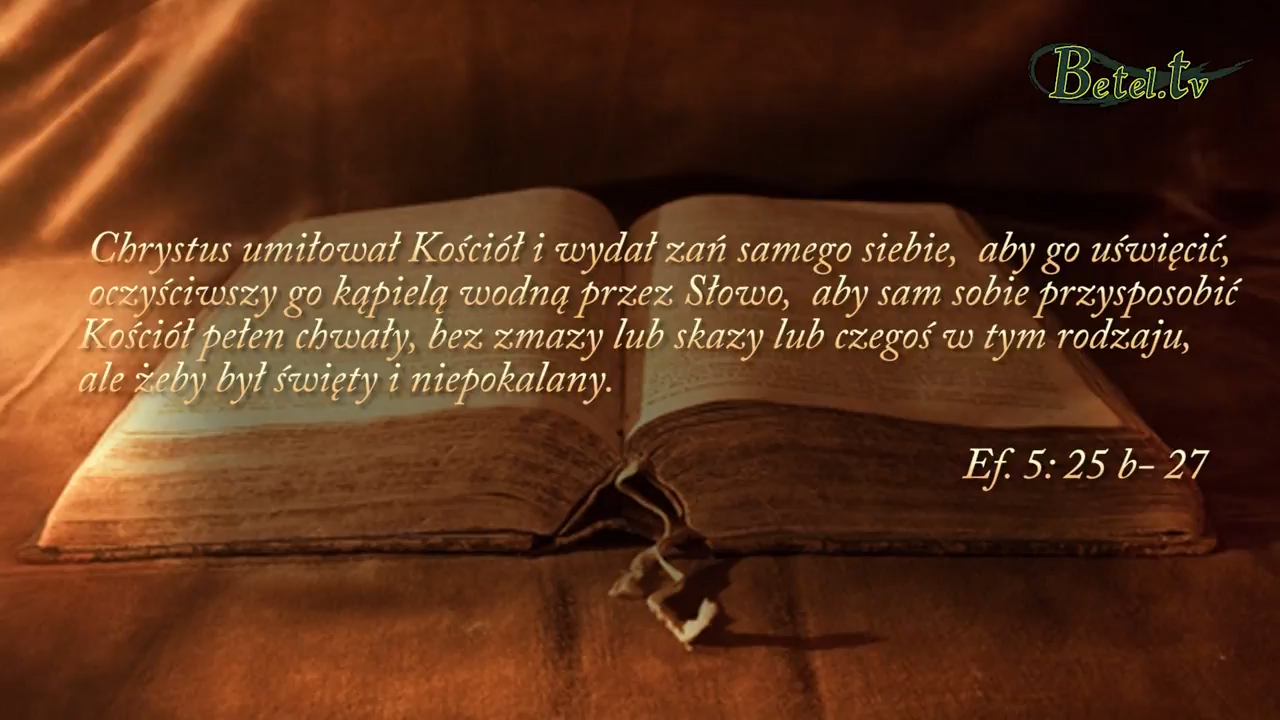 Betel.tv
Chrystus umiłował Kościół i wydał zań samego siebie, aby go uświęcić,
oczyściwszy go kąpielą wodną przez Słowo, aby sam sobie przysposobić
Kościół pełen chwały, bez zmazy lub skazy lub czegoś w tym rodzaju,
ale żeby był święty i niepokalany.
Ef. 5: 25 b- 27